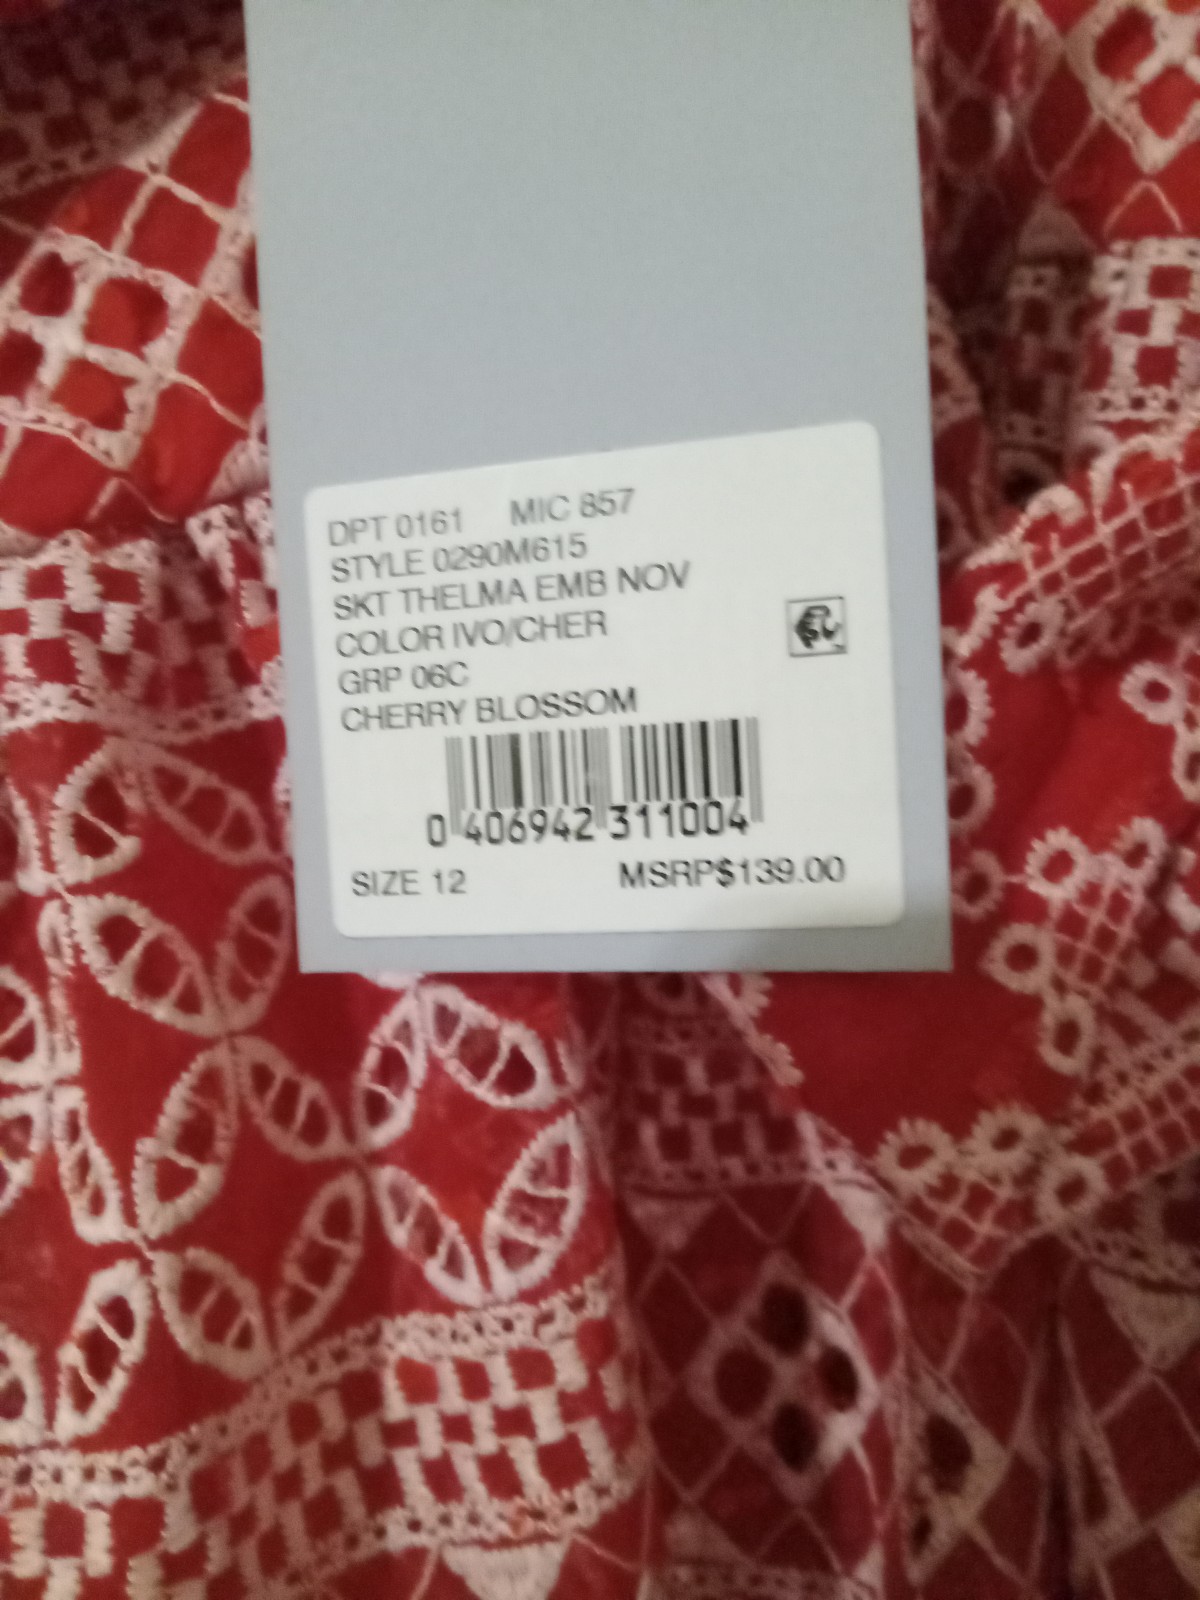 DPT 0161 MIC 857
STYLE 0290M615
SKT THELMA EMB NOV
COLOR IVO/CHER
GRP 06C
CHERRY BLOSSOM
0 406942 311004
SIZE 12 MSRP$139.00